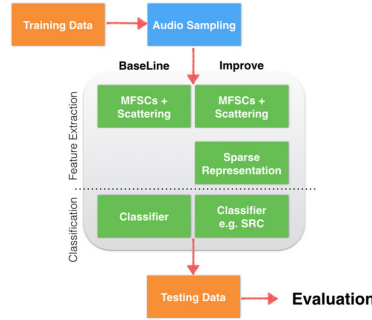 Training Data
Audio Sampling
BaseLine
Improve
Feature Extraction
MFSCs +
Scattering
MFSCs +
Scattering
Sparse
Representation
Classification
Classifier
Classifier
e.g. SRC
Testing Data
Evaluation